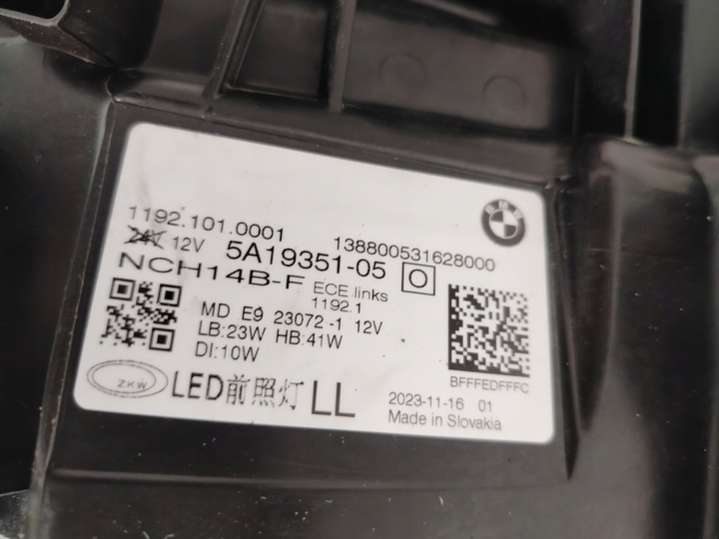 1192.101.0001
138800531628000
24V 12V 5A19351-05 O
NCH14B-F ECE links
1192.1
MD E9 23072-1 12V
LB:23W HB:41W
DI:10W
BFFFEDFFFC
ZKW LED前照灯 LL
2023-11-16 01
Made in Slovakia